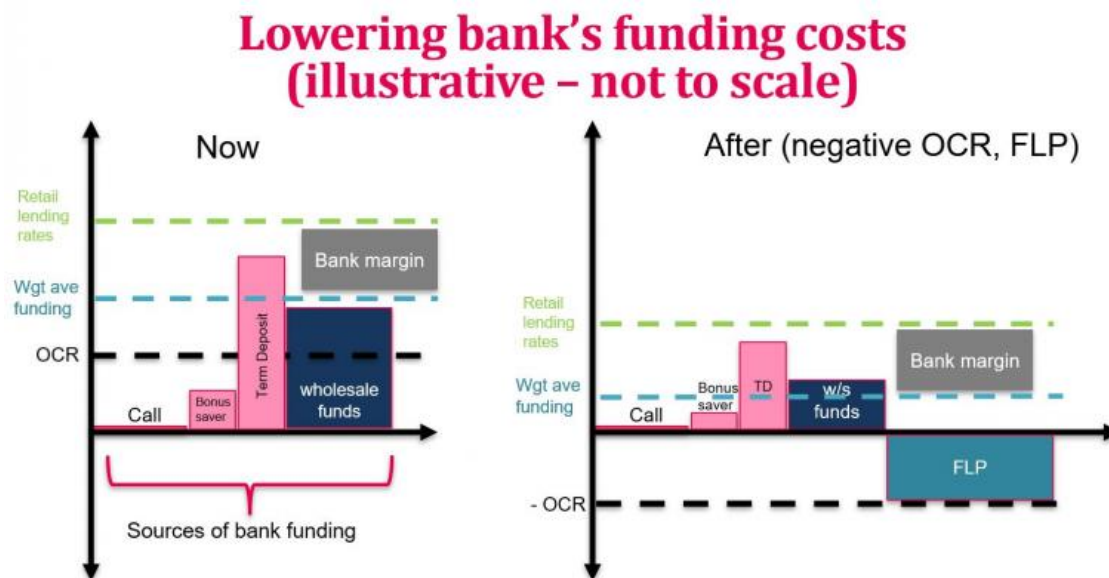 Lowering bank's funding costs
(illustrative – not to scale)
Now
Retail
lending
rates
Bank margin
Wgt ave
funding
OCR
Term Deposit
Bonus
saver
Call
wholesale
funds
Sources of bank funding
After (negative OCR, FLP)
Retail
lending
rates
Bank margin
Wgt ave
funding
Bonus
saver
TD
w/s
funds
Call
FLP
- OCR